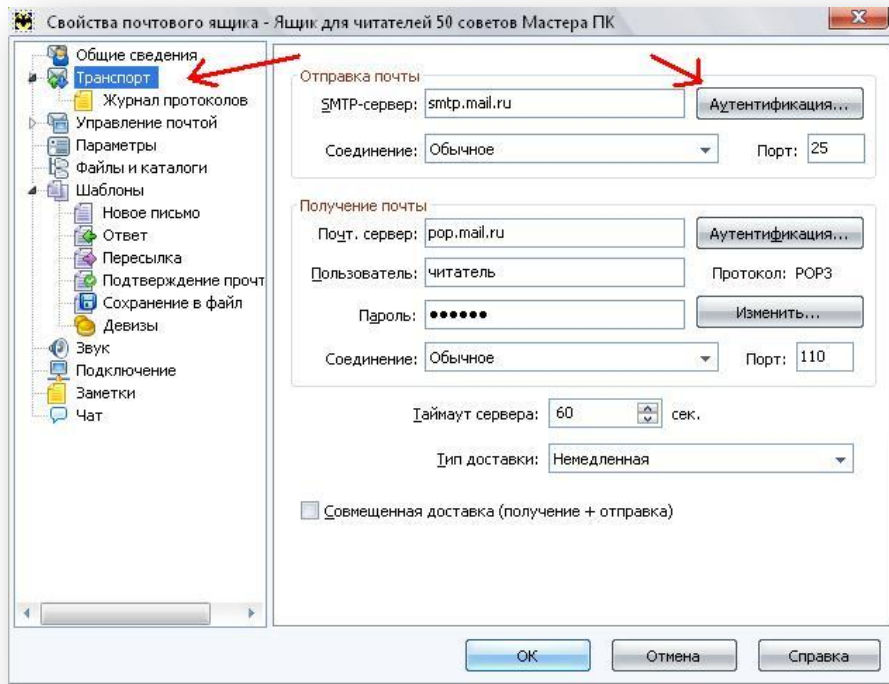 Свойства почтового ящика - Ящик для читателей 50 советов Мастера ПК
Общие сведения
Транспорт
Журнал протоколов
Управление почтой
Параметры
Файлы и каталоги
Шаблоны
Новое письмо
Ответ
Пересылка
Подтверждение прочт
Сохранение в файл
Девизы
Звук
Подключение
Заметки
Чат
Отправка почты
SMTP-сервер: smtp.mail.ru Аутентификация...
Соединение: Обычное Порт: 25
Получение почты
Почт. сервер: pop.mail.ru Аутентификация...
Пользователь: читатель Протокол: POP3
Пароль: ●●●●●● Изменить...
Соединение: Обычное Порт: 110
Таймаут сервера: 60 сек.
Тип доставки: Немедленная
Совмещенная доставка (получение + отправка)
ОК Отмена Справка